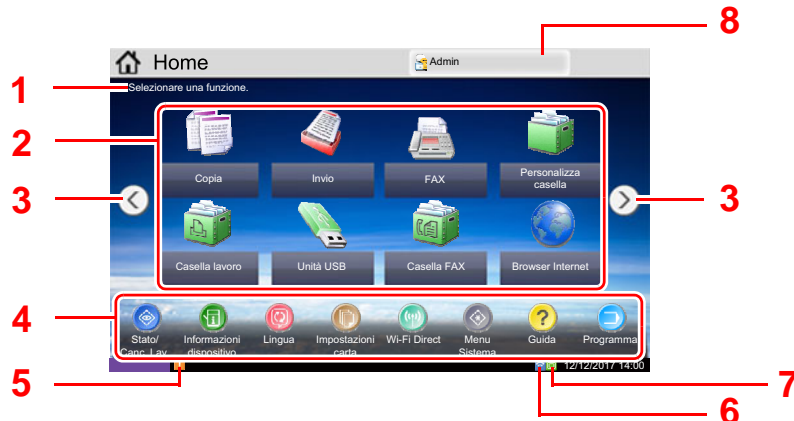 8
Home
Admin
1
Selezionare una funzione.
2
Copia
Invio
FAX
Personalizza
casella
3
3
Casella lavoro
Unità USB
Casella FAX
Browser Internet
4
Stato/
Canc. Lav.
Informazioni
dispositivo
Lingua
Impostazioni
carta
Wi-Fi Direct
Menu
Sistema
?
Guida
Programma
5
12/12/2017 14:00
7
6